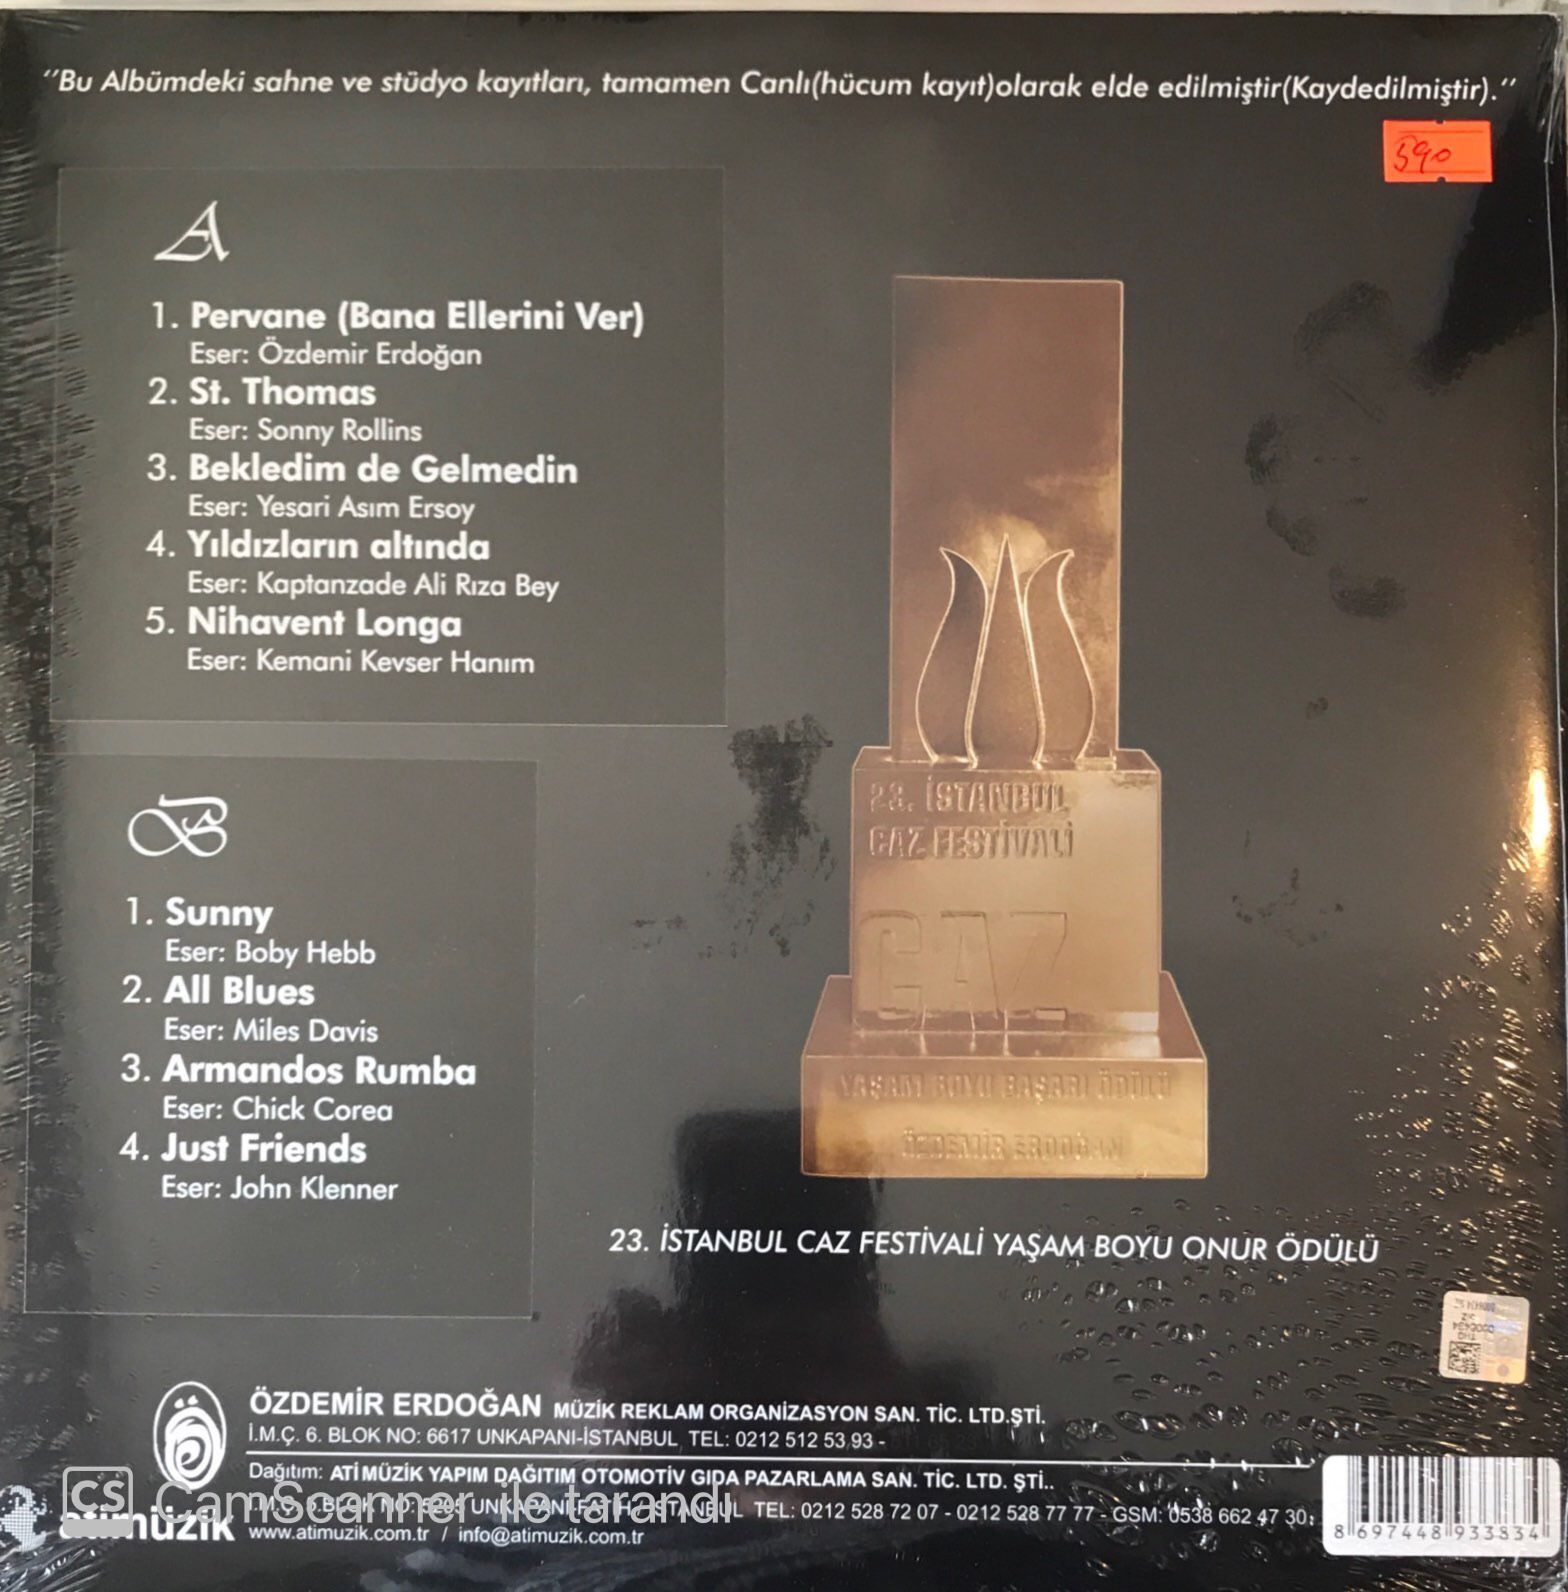 "Bu Albümdeki sahne ve stüdyo kayıtları, tamamen Canlı(hücum kayıt)olarak elde edilmiştir(Kaydedilmiştir)."
590
A
1. Pervane (Bana Ellerini Ver)
Eser: Özdemir Erdoğan
2. St. Thomas
Eser: Sonny Rollins
3. Bekledim de Gelmedin
Eser: Yesari Asım Ersoy
4. Yıldızların altında
Eser: Kaptanzade Ali Rıza Bey
5. Nihavent Longa
Eser: Kemani Kevser Hanım
B
1. Sunny
Eser: Boby Hebb
2. All Blues
Eser: Miles Davis
3. Armandos Rumba
Eser: Chick Corea
4. Just Friends
Eser: John Klenner
23. İSTANBUL
CAZ FESTİVALİ
CAZ
YAŞAM BOYU BAŞARI ÖDÜLÜ
ÖZDEMİR ERDOĞAN
23. İSTANBUL CAZ FESTİVALİ YAŞAM BOYU ONUR ÖDÜLÜ
ÖZDEMİR ERDOĞAN MÜZİK REKLAM ORGANİZASYON SAN. TİC. LTD.ŞTİ.
İ.M.Ç. 6. BLOK NO: 6617 UNKAPANI-İSTANBUL TEL: 0212 512 53 93 -
Dağıtım: ATİ MÜZİK YAPIM DAĞITIM OTOMOTİV GIDA PAZARLAMA SAN. TİC. LTD. ŞTİ..
UNKAPANI İSTANBUL TEL: 0212 528 72 07 - 0212 528 77 77 - GSM: 0538 662 47 30
atimüzik
www.atimuzik.com.tr / info@atimuzik.com.tr
CS CamScanner ile tarandı
8 697448 933834